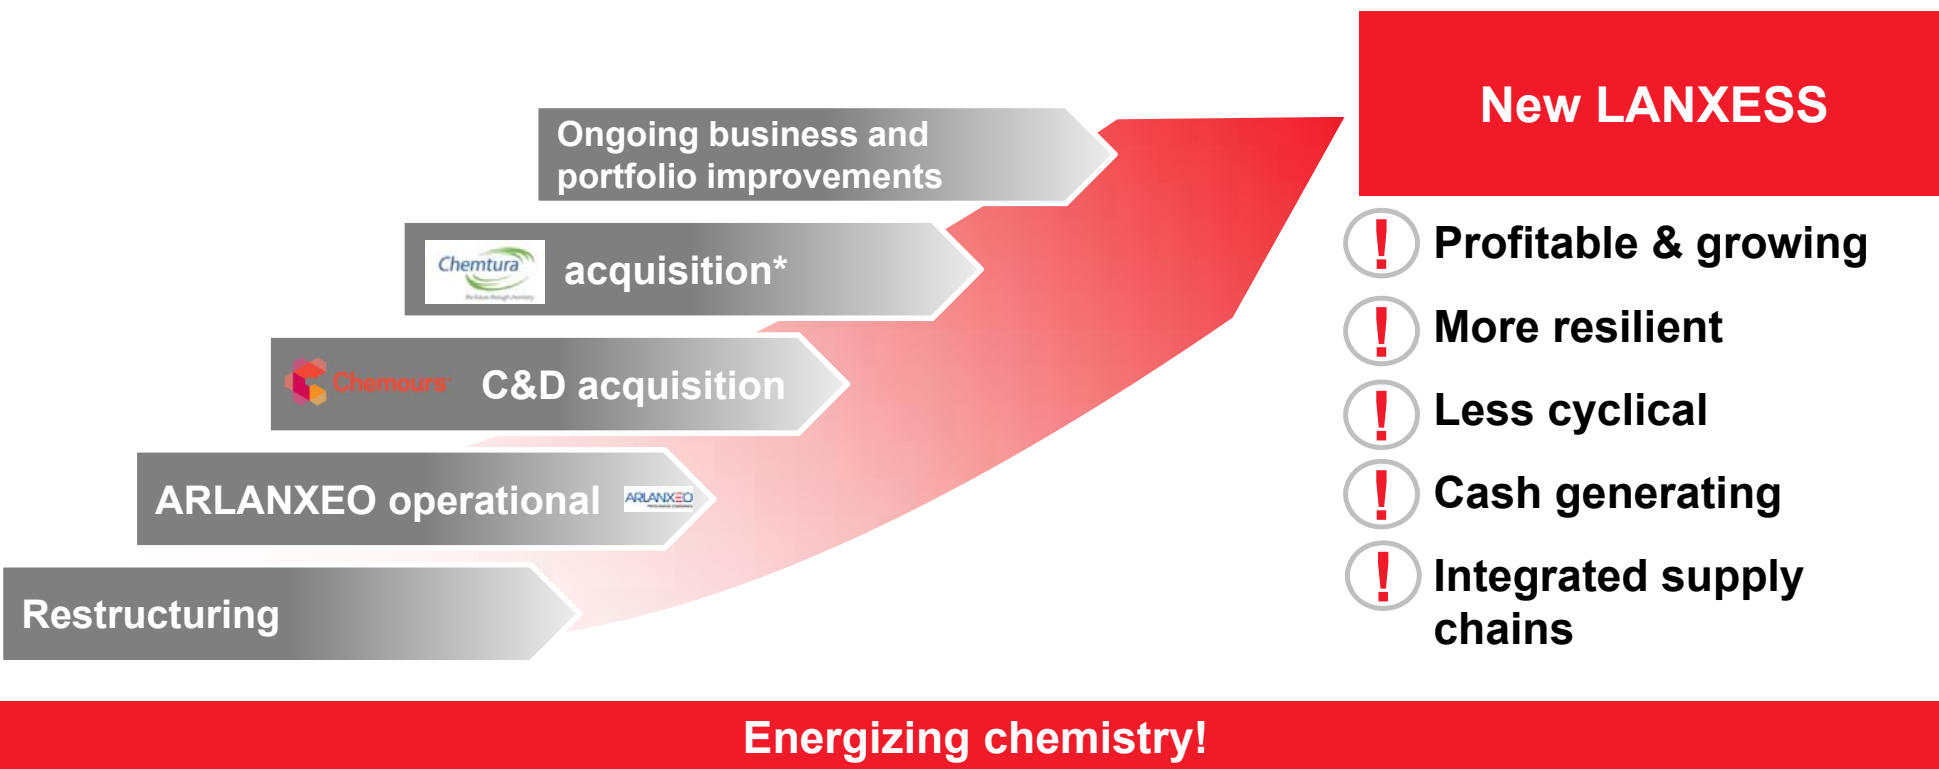 New LANXESS
Ongoing business and
portfolio improvements
Chemtura
acquisition*
Chemours
C&D acquisition
ARLANXEO operational
ARLANXEO
Restructuring
! Profitable & growing
! More resilient
! Less cyclical
! Cash generating
! Integrated supply
chains
Energizing chemistry!